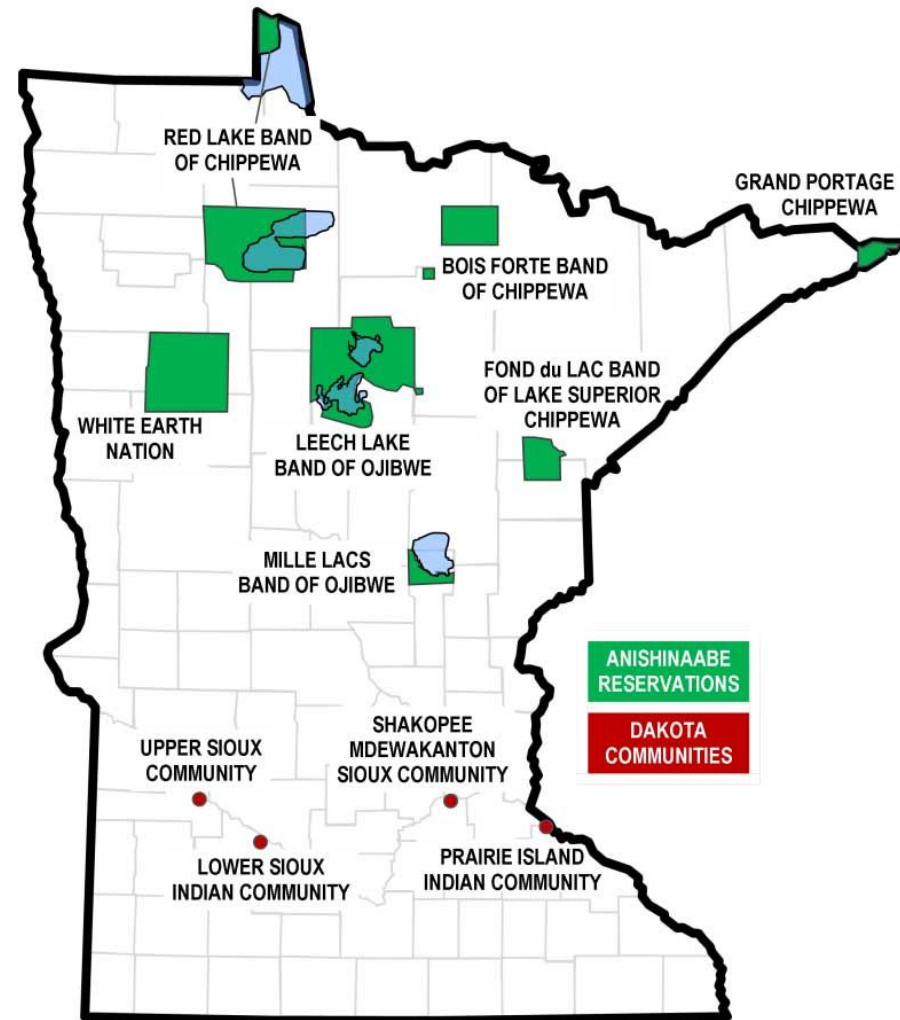 RED LAKE BAND
OF CHIPPEWA
GRAND PORTAGE
CHIPPEWA
BOIS FORTE BAND
OF CHIPPEWA
WHITE EARTH
NATION
LEECH LAKE
BAND OF OJIBWE
FOND du LAC BAND
OF LAKE SUPERIOR
CHIPPEWA
MILLE LACS
BAND OF OJIBWE
ANISHINAABE
RESERVATIONS
DAKOTA
COMMUNITIES
UPPER SIOUX
COMMUNITY
SHAKOPEE
MDEWAKANTON
SIOUX COMMUNITY
LOWER SIOUX
INDIAN COMMUNITY
PRAIRIE ISLAND
INDIAN COMMUNITY